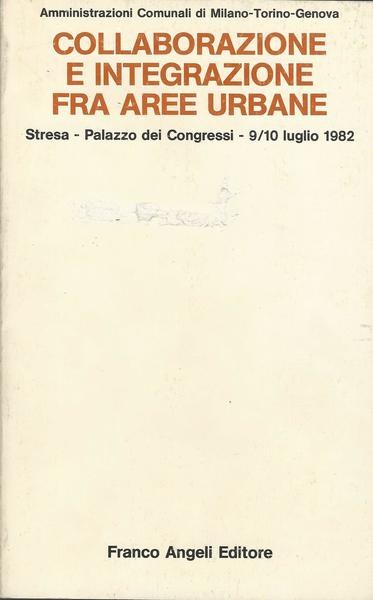 Amministrazioni Comunali di Milano-Torino-Genova
COLLABORAZIONE
E INTEGRAZIONE
FRA AREE URBANE
Stresa - Palazzo dei Congressi - 9/10 luglio 1982
Franco Angeli Editore